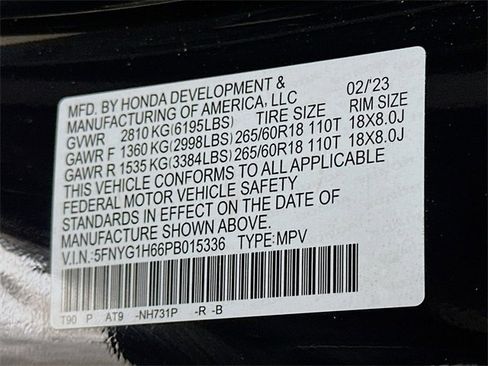 MFD. BY HONDA DEVELOPMENT & 02/'23
MANUFACTURING OF AMERICA, LLC
GVWR 2810 KG(6195LBS) TIRE SIZE RIM SIZE
GAWR F 1360 KG(2998LBS) 265/60R18 110T 18X8.0J
GAWR R 1535 KG(3384LBS) 265/60R18 110T 18X8.0J
THIS VEHICLE CONFORMS TO ALL APPLICABLE
FEDERAL MOTOR VEHICLE SAFETY
STANDARDS IN EFFECT ON THE DATE OF
MANUFACTURE SHOWN ABOVE.
V.I.N.:5FNYG1H66PB015336 TYPE:MPV
T90 P AT9 -NH731P -R -B